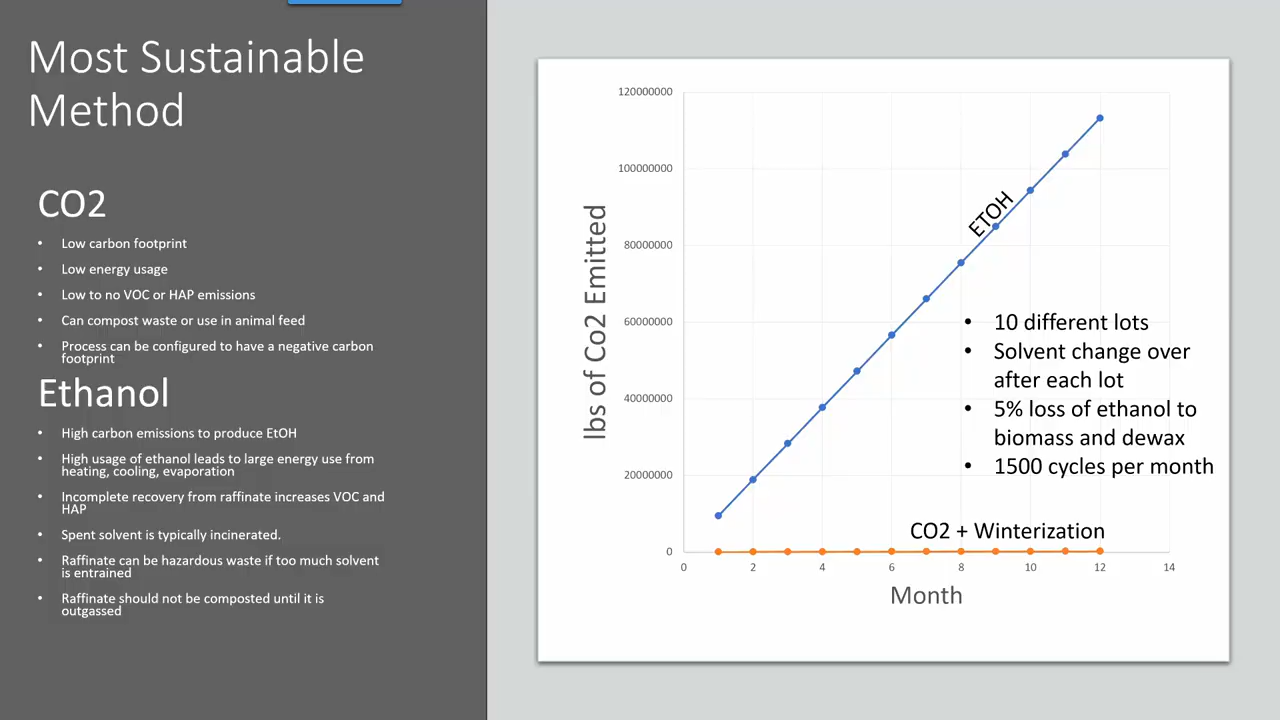 Most Sustainable
Method
CO2
• Low carbon footprint
• Low energy usage
• Low to no VOC or HAP emissions
• Can compost waste or use in animal feed
• Process can be configured to have a negative carbon
footprint
Ethanol
• High carbon emissions to produce EtOH
• High usage of ethanol leads to large energy use from
heating, cooling, evaporation
• Incomplete recovery from raffinate increases VOC and
HAP
• Spent solvent is typically incinerated.
• Raffinate can be hazardous waste if too much solvent
is entrained
• Raffinate should not be composted until it is
outgassed
lbs of Co2 Emitted
120000000
100000000
80000000
60000000
40000000
20000000
0
ETOH
• 10 different lots
• Solvent change over
after each lot
• 5% loss of ethanol to
biomass and dewax
• 1500 cycles per month
CO2 + Winterization
0 2 4 6 8 10 12 14
Month